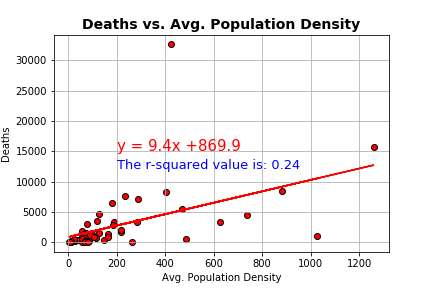 Deaths vs. Avg. Population Density
30000
25000
20000
15000
10000
5000
0
Deaths
y = 9.4x +869.9
The r-squared value is: 0.24
0 200 400 600 800 1000 1200
Avg. Population Density